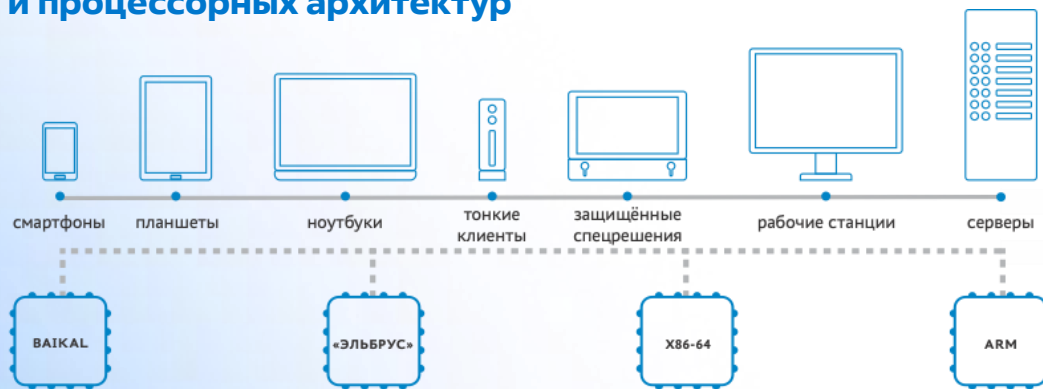 и процессорных архитектур
смартфоны
планшеты
ноутбуки
тонкие
клиенты
защищённые
спецрешения
рабочие станции
серверы
BAIKAL
«ЭЛЬБРУС»
X86-64
ARM